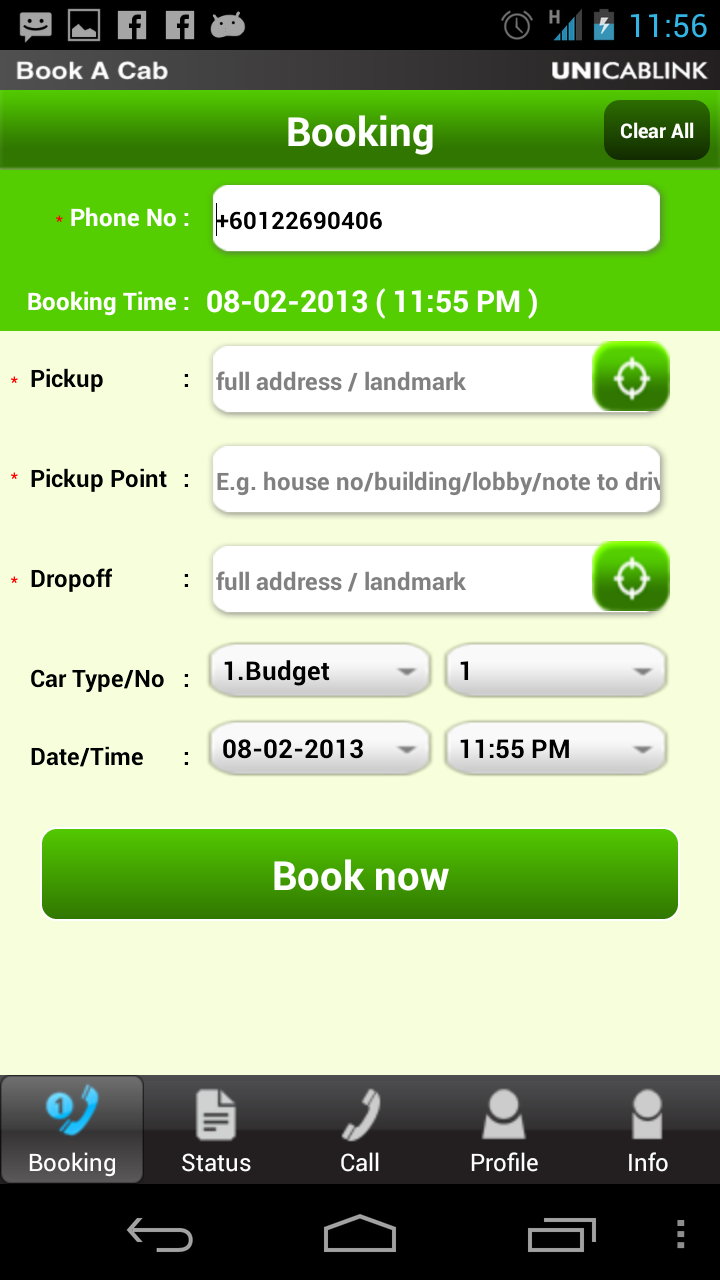 H 11:56
Book A Cab UNICABLINK
Booking Clear All
* Phone No : +60122690406
Booking Time : 08-02-2013 ( 11:55 PM )
* Pickup : full address / landmark
* Pickup Point : E.g. house no/building/lobby/note to driv
* Dropoff : full address / landmark
Car Type/No : 1.Budget 1
Date/Time : 08-02-2013 11:55 PM
Book now
1
Booking Status Call Profile Info